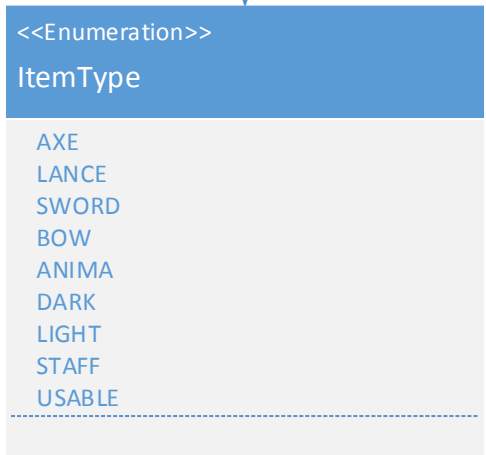 <<Enumeration>>
ItemType
AXE
LANCE
SWORD
BOW
ANIMA
DARK
LIGHT
STAFF
USABLE